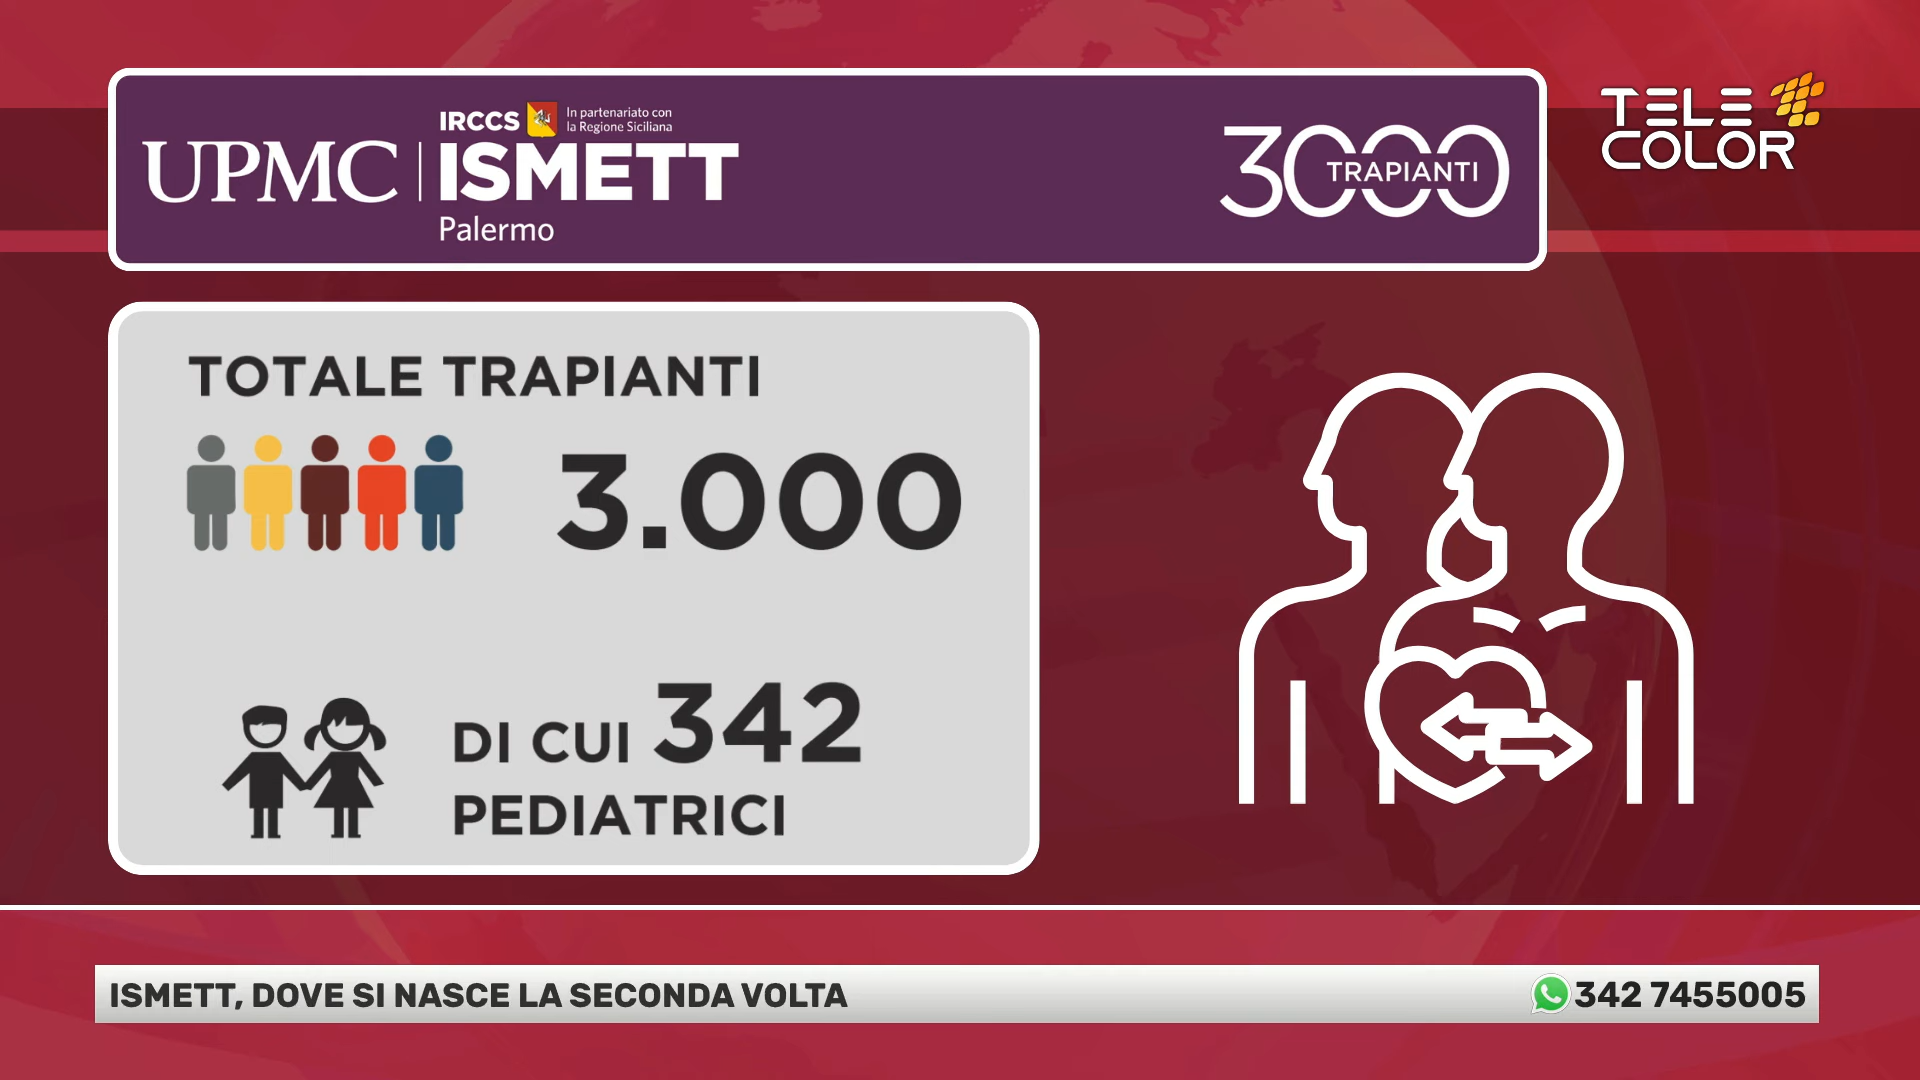 IRCCS
In partenariato con
la Regione Siciliana
UPMC | ISMETT
Palermo
3000
TRAPIANTI
TELE
COLOR
TOTALE TRAPIANTI
3.000
DI CUI 342
PEDIATRICI
ISMETT, DOVE SI NASCE LA SECONDA VOLTA
342 7455005